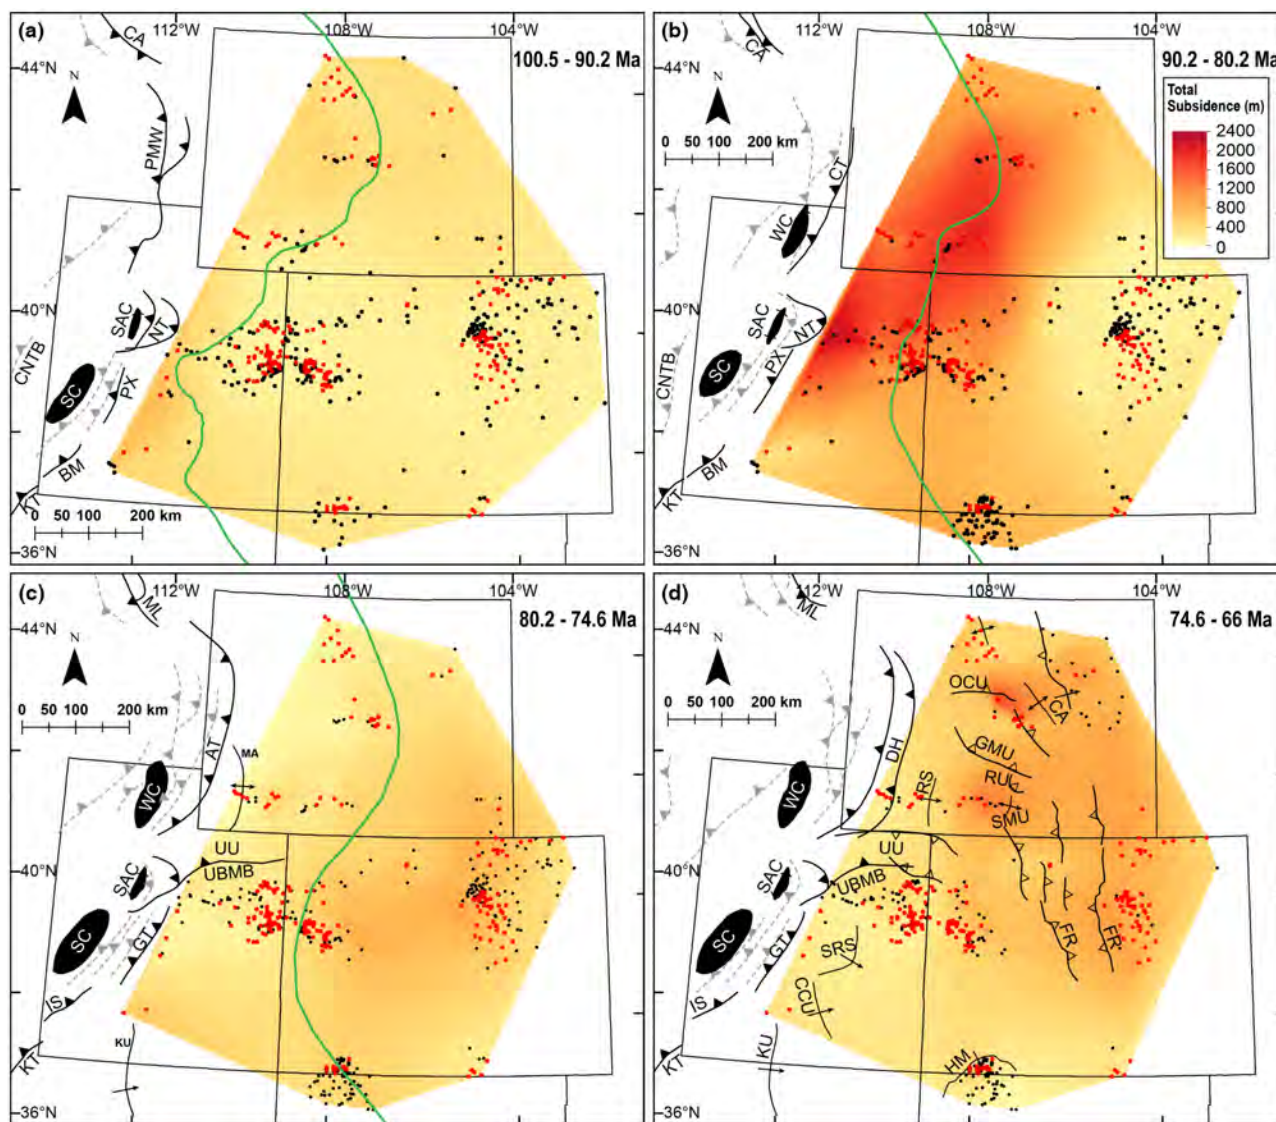 (a)
112°W
108°W
104°W
100.5 - 90.2 Ma
CA
44°N
N
PMW
0 50 100 200 km
40°N
SAC
NT
CNTB
SC
PX
BM
KT
0 50 100 200 km
36°N
(b)
90.2 - 80.2 Ma
CA
Total
Subsidence (m)
2400
2000
1600
1200
800
400
0
N
0 50 100 200 km
CT
WC
SAC
NT
CNTB
SC
PX
BM
KT
(c)
112°W
108°W
104°W
80.2 - 74.6 Ma
ML
44°N
N
0 50 100 200 km
AT
MA
WC
UU
40°N
SAC
UBMB
SC
GT
IS
KU
KT
36°N
(d)
112°W
108°W
104°W
74.6 - 66 Ma
ML
44°N
N
0 50 100 200 km
OCU
CA
DH
GMU
RS
RU
WC
SMU
UU
40°N
SAC
UBMB
SC
GT
SRS
FR
FR
CCU
IS
KU
HM
KT
36°N